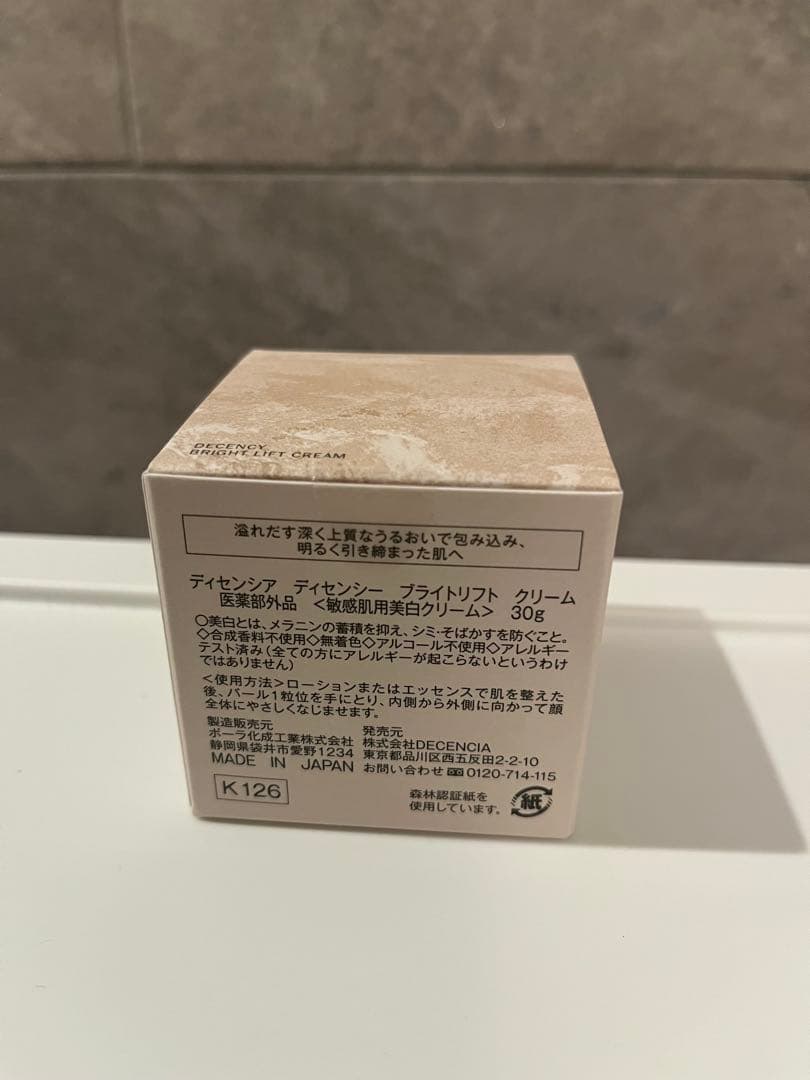 DECENCY
BRIGHT LIFT CREAM
溢れだす深く上質なうるおいで包み込み、
明るく引き締まった肌へ
ディセンシア ディセンシー ブライトリフト クリーム
医薬部外品 <敏感肌用美白クリーム> 30g
○美白とは、メラニンの蓄積を抑え、シミ・そばかすを防ぐこと。
◇合成香料不使用◇無着色◇アルコール不使用◇アレルギー
テスト済み(全ての方にアレルギーが起こらないというわけ
ではありません)
<使用方法>ローションまたはエッセンスで肌を整えた
後、パール1粒位を手にとり、内側から外側に向かって顔
全体にやさしくなじませます。
製造販売元
ポーラ化成工業株式会社
静岡県袋井市愛野1234
MADE IN JAPAN
発売元
株式会社DECENCIA
東京都品川区西五反田2-2-10
お問い合わせ 0120-714-115
K126
森林認証紙を
使用しています。
紙